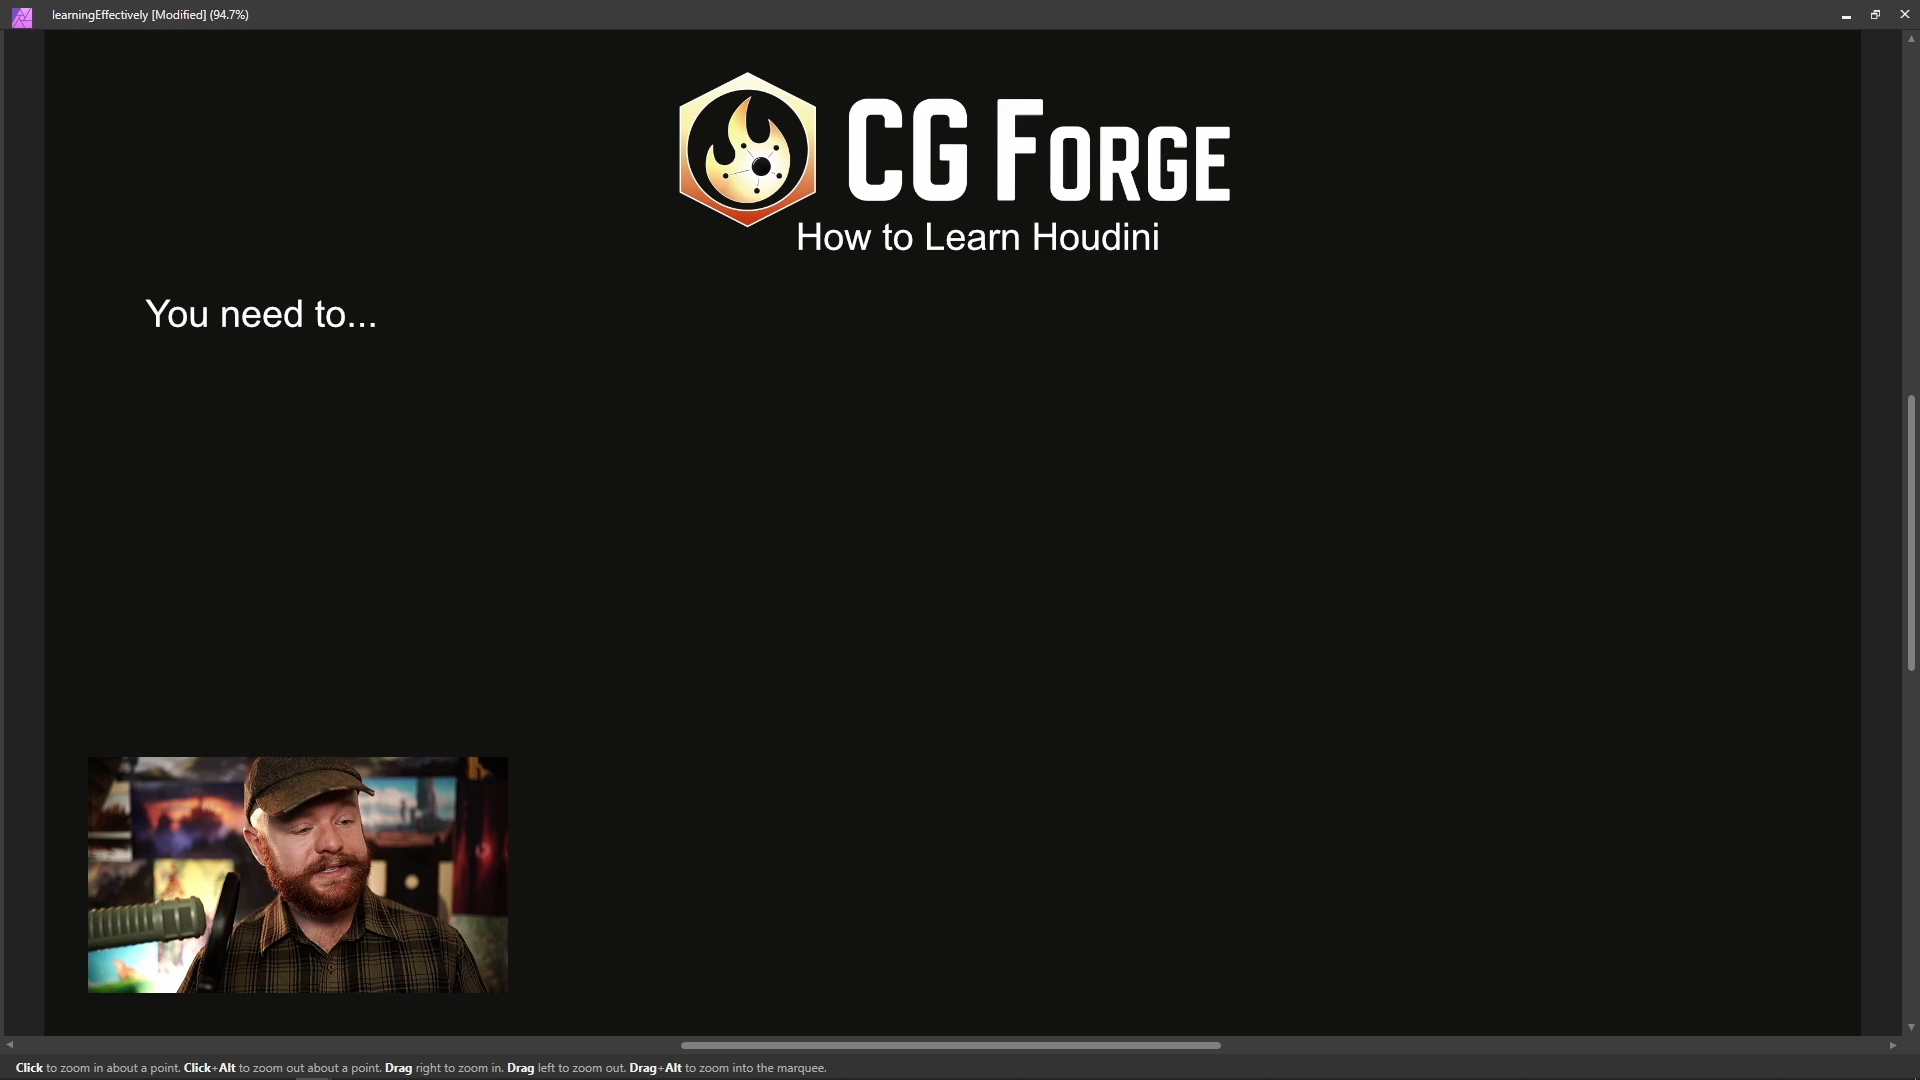 learningEffectively [Modified] (94.7%)
CG FORGE
How to Learn Houdini
You need to...
Click to zoom in about a point. Click+Alt to zoom out about a point. Drag right to zoom in. Drag left to zoom out. Drag+Alt to zoom into the marquee.